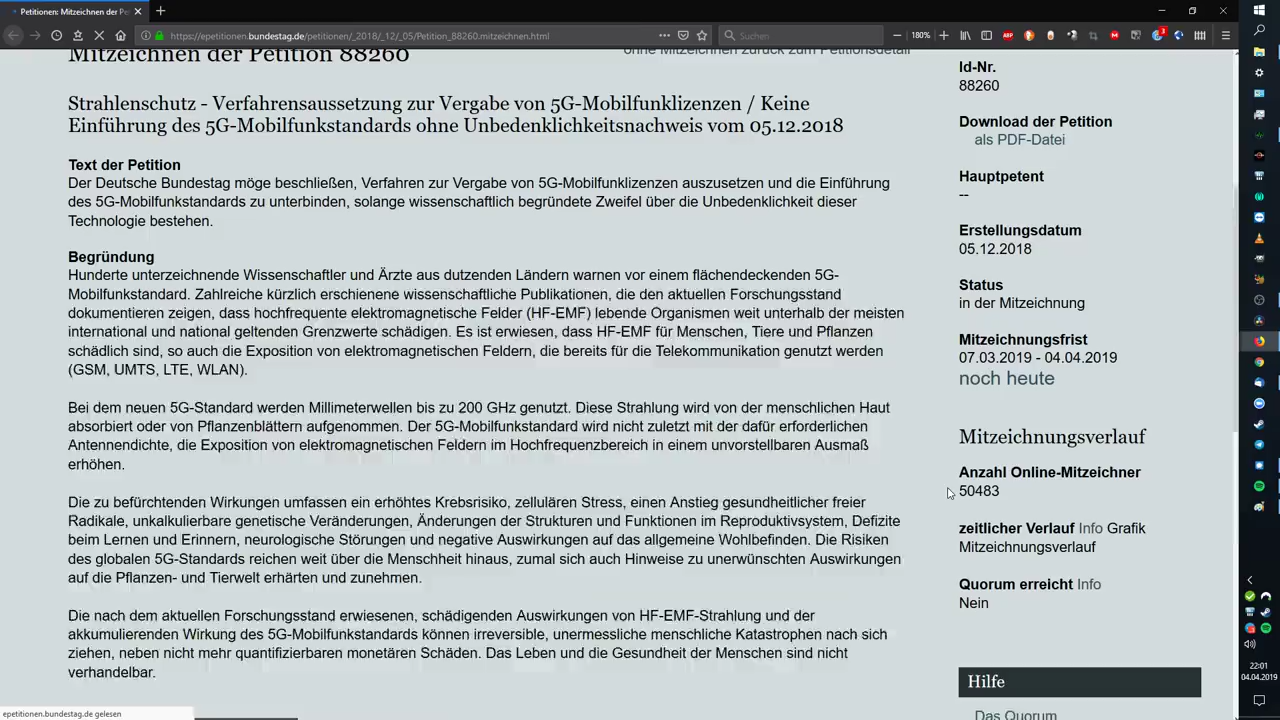 Petitionen: Mitzeichnen der Pe
https://epetitionen.bundestag.de/petitionen/_2018/_12/_05/Petition_88260.mitzeichnen.html
Suchen
180%
Mitzeichnen der Petition 88260
ohne Mitzeichnen zurück zum Petitionsdetail
Strahlenschutz - Verfahrensaussetzung zur Vergabe von 5G-Mobilfunklizenzen / Keine
Einführung des 5G-Mobilfunkstandards ohne Unbedenklichkeitsnachweis vom 05.12.2018
Text der Petition
Der Deutsche Bundestag möge beschließen, Verfahren zur Vergabe von 5G-Mobilfunklizenzen auszusetzen und die Einführung
des 5G-Mobilfunkstandards zu unterbinden, solange wissenschaftlich begründete Zweifel über die Unbedenklichkeit dieser
Technologie bestehen.
Begründung
Hunderte unterzeichnende Wissenschaftler und Ärzte aus dutzenden Ländern warnen vor einem flächendeckenden 5G-
Mobilfunkstandard. Zahlreiche kürzlich erschienene wissenschaftliche Publikationen, die den aktuellen Forschungsstand
dokumentieren zeigen, dass hochfrequente elektromagnetische Felder (HF-EMF) lebende Organismen weit unterhalb der meisten
international und national geltenden Grenzwerte schädigen. Es ist erwiesen, dass HF-EMF für Menschen, Tiere und Pflanzen
schädlich sind, so auch die Exposition von elektromagnetischen Feldern, die bereits für die Telekommunikation genutzt werden
(GSM, UMTS, LTE, WLAN).
Bei dem neuen 5G-Standard werden Millimeterwellen bis zu 200 GHz genutzt. Diese Strahlung wird von der menschlichen Haut
absorbiert oder von Pflanzenblättern aufgenommen. Der 5G-Mobilfunkstandard wird nicht zuletzt mit der dafür erforderlichen
Antennendichte, die Exposition von elektromagnetischen Feldern im Hochfrequenzbereich in einem unvorstellbaren Ausmaß
erhöhen.
Die zu befürchtenden Wirkungen umfassen ein erhöhtes Krebsrisiko, zellulären Stress, einen Anstieg gesundheitlicher freier
Radikale, unkalkulierbare genetische Veränderungen, Änderungen der Strukturen und Funktionen im Reproduktivsystem, Defizite
beim Lernen und Erinnern, neurologische Störungen und negative Auswirkungen auf das allgemeine Wohlbefinden. Die Risiken
des globalen 5G-Standards reichen weit über die Menschheit hinaus, zumal sich auch Hinweise zu unerwünschten Auswirkungen
auf die Pflanzen- und Tierwelt erhärten und zunehmen.
Die nach dem aktuellen Forschungsstand erwiesenen, schädigenden Auswirkungen von HF-EMF-Strahlung und der
akkumulierenden Wirkung des 5G-Mobilfunkstandards können irreversible, unermessliche menschliche Katastrophen nach sich
ziehen, neben nicht mehr quantifizierbaren monetären Schäden. Das Leben und die Gesundheit der Menschen sind nicht
verhandelbar.
epetitionen.bundestag.de gelesen
Id-Nr.
88260
Download der Petition
als PDF-Datei
Hauptpetent
--
Erstellungsdatum
05.12.2018
Status
in der Mitzeichnung
Mitzeichnungsfrist
07.03.2019 - 04.04.2019
noch heute
Mitzeichnungsverlauf
Anzahl Online-Mitzeichner
50483
zeitlicher Verlauf Info Grafik
Mitzeichnungsverlauf
Quorum erreicht Info
Nein
Hilfe
Das Quorum
22:01
04.04.2019